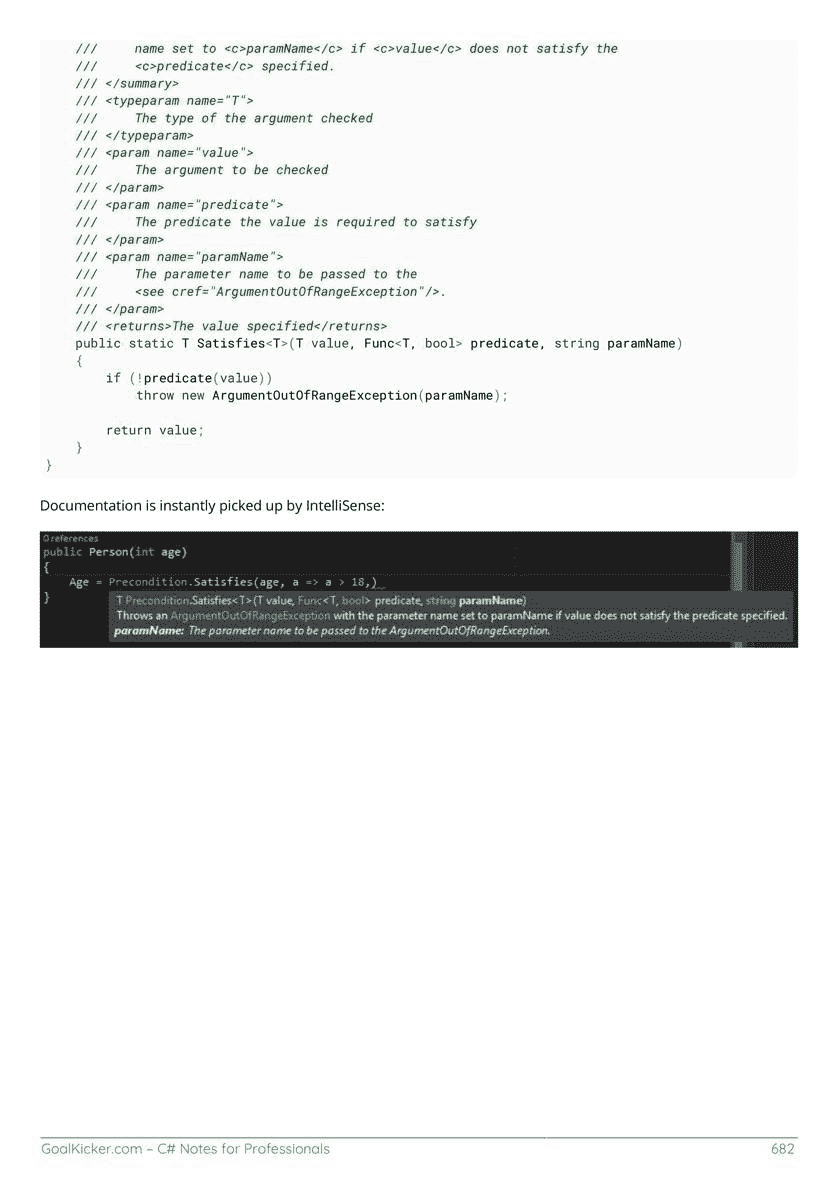 ///     name set to <c>paramName</c> if <c>value</c> does not satisfy the
///     <c>predicate</c> specified.
/// </summary>
/// <typeparam name="T">
///     The type of the argument checked
/// </typeparam>
/// <param name="value">
///     The argument to be checked
/// </param>
/// <param name="predicate">
///     The predicate the value is required to satisfy
/// </param>
/// <param name="paramName">
///     The parameter name to be passed to the
///     <see cref="ArgumentOutOfRangeException"/>.
/// </param>
/// <returns>The value specified</returns>
public static T Satisfies<T>(T value, Func<T, bool> predicate, string paramName)
{
    if (!predicate(value))
        throw new ArgumentOutOfRangeException(paramName);
    return value;
}
}
Documentation is instantly picked up by IntelliSense:
0 references
public Person(int age)
{
Age = Precondition.Satisfies(age, a => a > 18,)
}
T Precondition.Satisfies<T>(T value, Func<T, bool> predicate, string paramName)
Throws an ArgumentOutOfRangeException with the parameter name set to paramName if value does not satisfy the predicate specified.
paramName: The parameter name to be passed to the ArgumentOutOfRangeException.
GoalKicker.com – C# Notes for Professionals
682